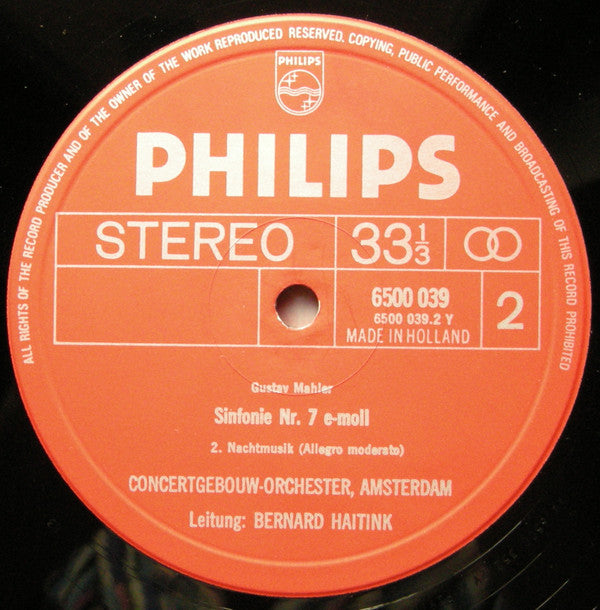 ALL RIGHTS OF THE RECORD PRODUCER AND OF THE OWNER OF THE WORK REPRODUCED RESERVED. COPYING, PUBLIC PERFORMANCE AND BROADCASTING OF THIS RECORD PROHIBITED
PHILIPS
PHILIPS
STEREO 33 1/3
6500 039
6500 039.2 Y
MADE IN HOLLAND
2
Gustav Mahler
Sinfonie Nr. 7 e-moll
2. Nachtmusik (Allegro moderato)
CONCERTGEBOUW-ORCHESTER, AMSTERDAM
Leitung: BERNARD HAITINK